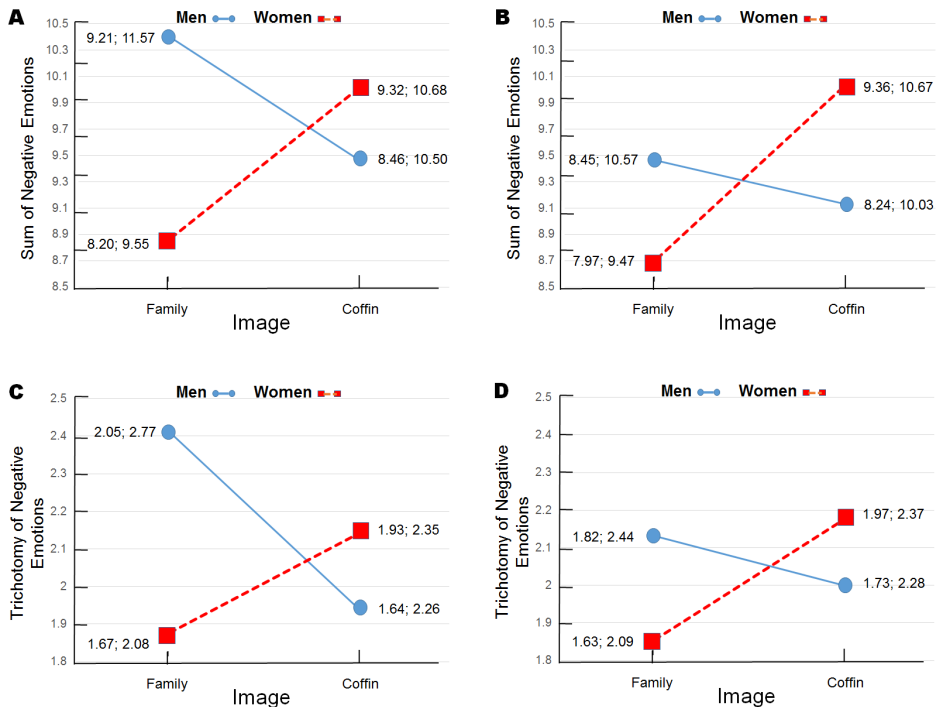 A
Men Women
Sum of Negative Emotions
10.5
10.3
10.1
9.9
9.7
9.5
9.3
9.1
8.9
8.7
8.5
9.21; 11.57
9.32; 10.68
8.46; 10.50
8.20; 9.55
Family Coffin
Image
B
Men Women
Sum of Negative Emotions
10.5
10.3
10.1
9.9
9.7
9.5
9.3
9.1
8.9
8.7
8.5
9.36; 10.67
8.45; 10.57
8.24; 10.03
7.97; 9.47
Family Coffin
Image
C
Men Women
Trichotomy of Negative
Emotions
2.5
2.4
2.3
2.2
2.1
2
1.9
1.8
2.05; 2.77
1.93; 2.35
1.64; 2.26
1.67; 2.08
Family Coffin
Image
D
Men Women
Trichotomy of Negative
Emotions
2.5
2.4
2.3
2.2
2.1
2
1.9
1.8
1.97; 2.37
1.82; 2.44
1.73; 2.28
1.63; 2.09
Family Coffin
Image